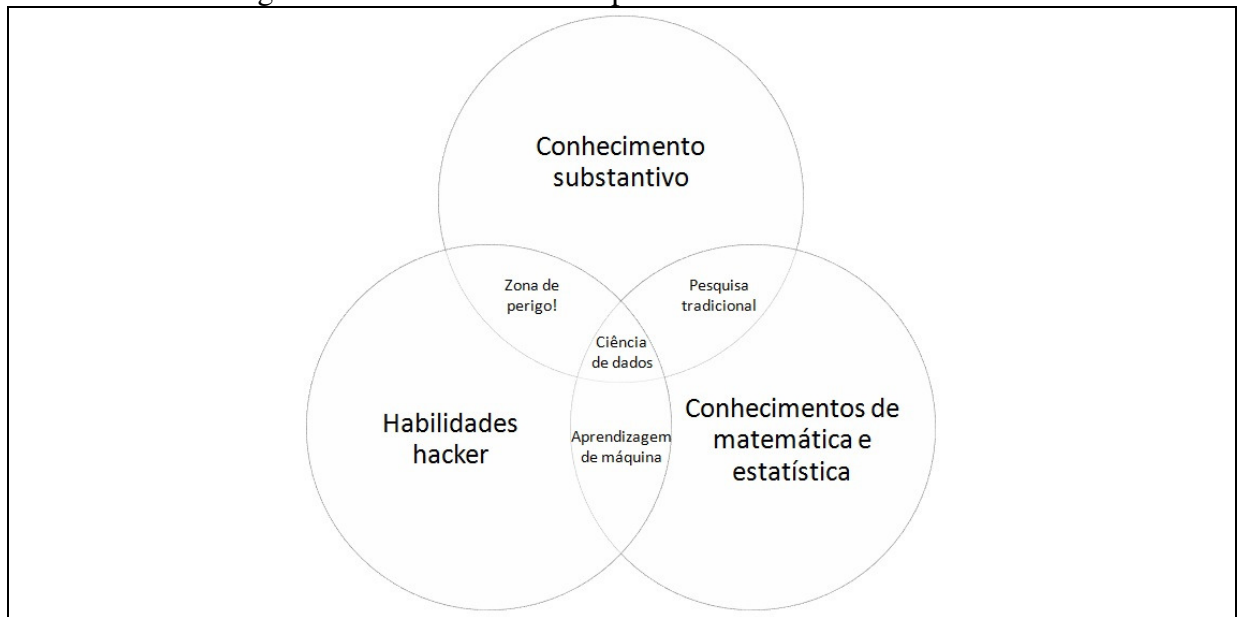 Conhecimento
substantivo
Zona de
perigo!
Pesquisa
tradicional
Ciência
de dados
Habilidades
hacker
Aprendizagem
de máquina
Conhecimentos de
matemática e
estatística